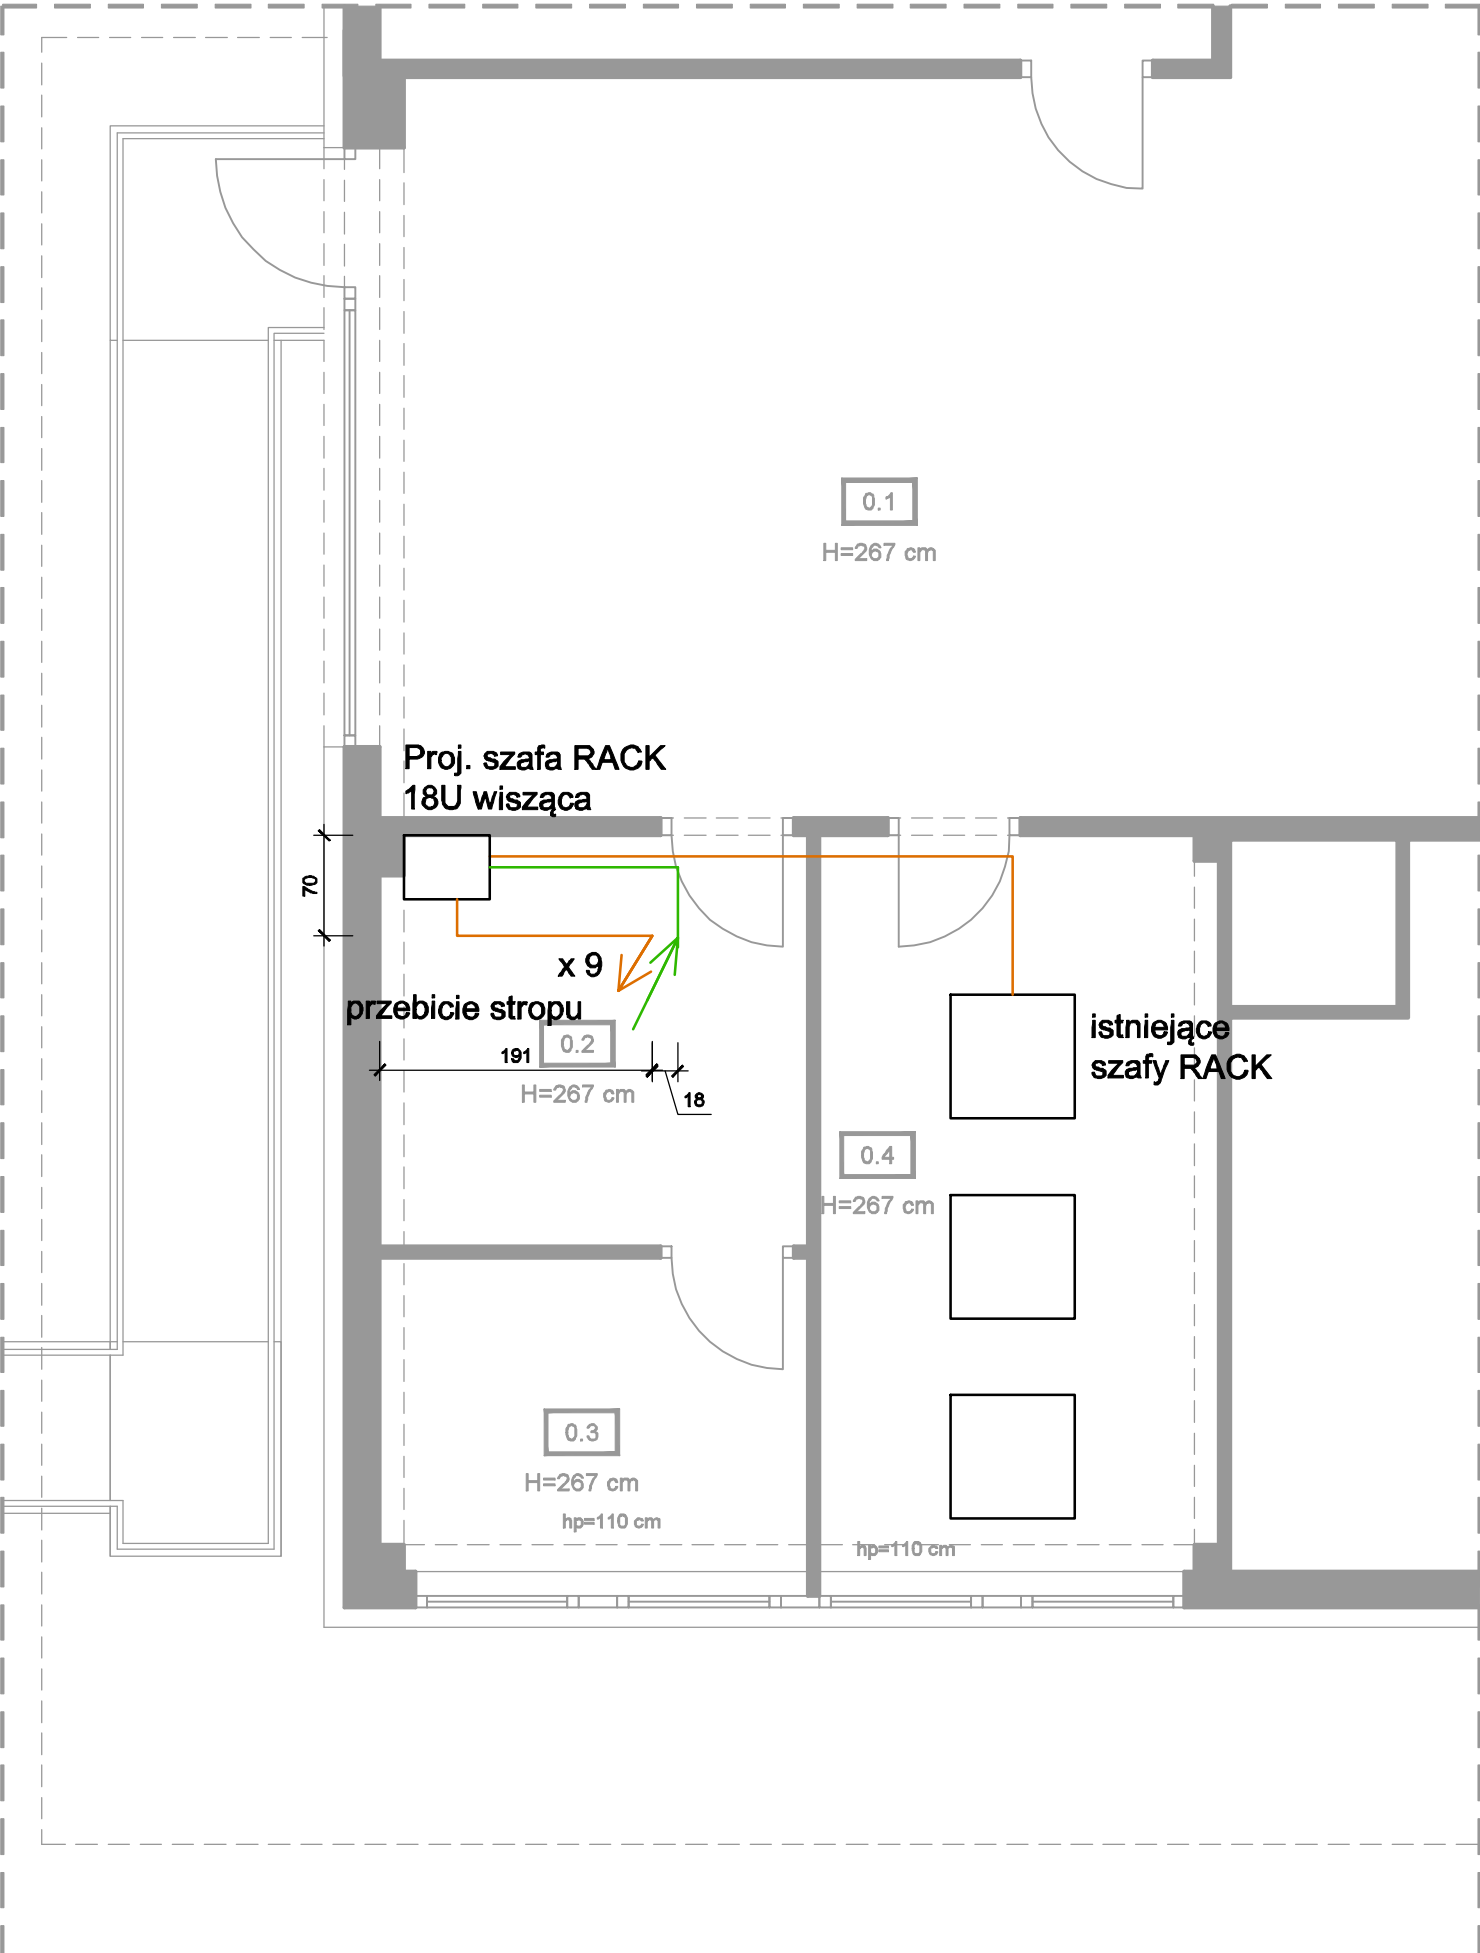 0.1
H=267 cm
Proj. szafa RACK
18U wisząca
70
x 9
przebicie stropu
191
0.2
H=267 cm
18
istniejące
szafy RACK
0.4
H=267 cm
0.3
H=267 cm
hp=110 cm
hp=110 cm